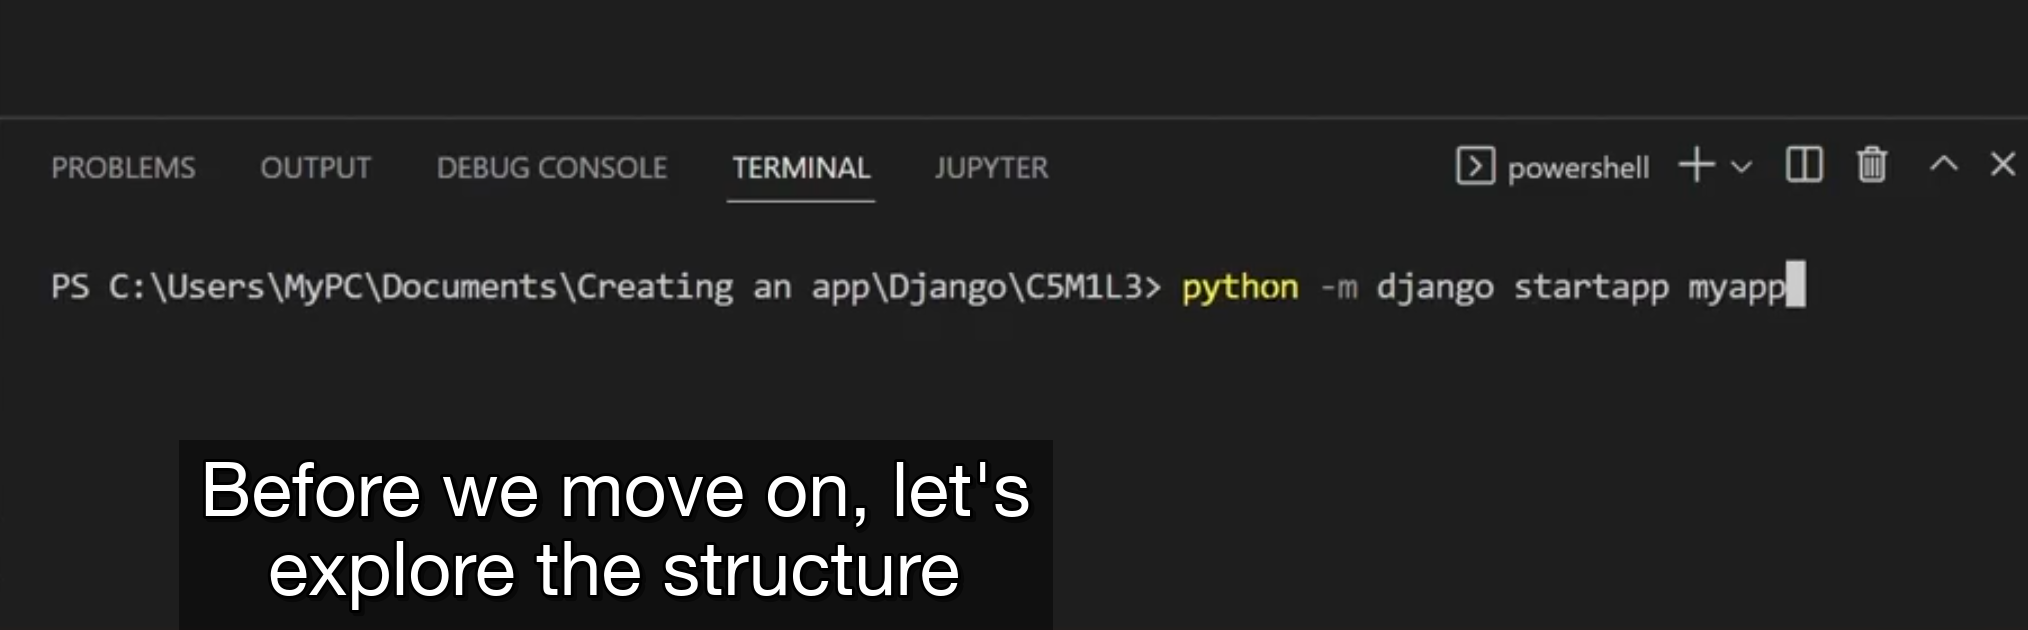 PROBLEMS OUTPUT DEBUG CONSOLE TERMINAL JUPYTER powershell
PS C:\Users\MyPC\Documents\Creating an app\Django\C5M1L3> python -m django startapp myapp
Before we move on, let's
explore the structure